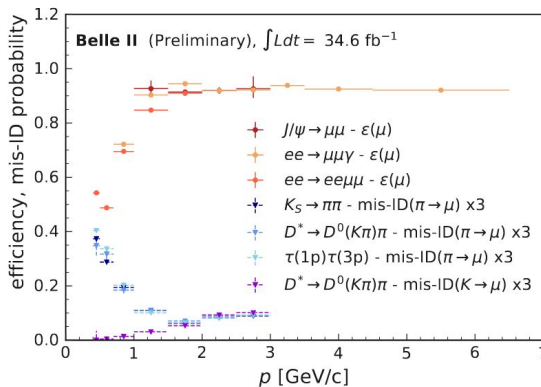 Belle II (Preliminary), ∫Ldt = 34.6 fb⁻¹
1.2
1.0
0.8
0.6
0.4
0.2
0.0
efficiency, mis-ID probability
J/ψ→μμ - ε(μ)
ee→μμγ - ε(μ)
ee→eeμμ - ε(μ)
K_S→ππ - mis-ID(π→μ) x3
D*→D⁰(Kπ)π - mis-ID(π→μ) x3
τ(1p)τ(3p) - mis-ID(π→μ) x3
D*→D⁰(Kπ)π - mis-ID(K→μ) x3
0 1 2 3 4 5 6 7
p [GeV/c]